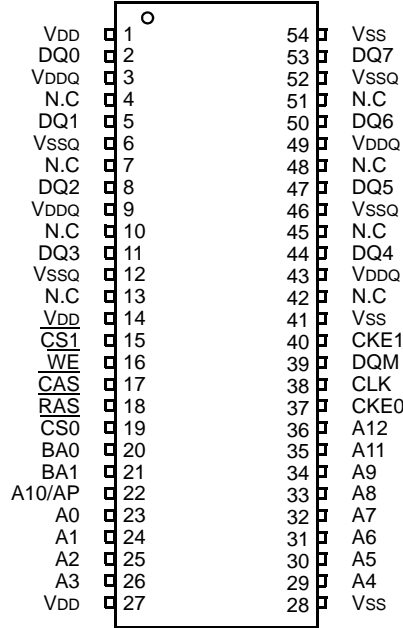 VDD 1 54 VSS
DQ0 2 53 DQ7
VDDQ 3 52 VSSQ
N.C 4 51 N.C
DQ1 5 50 DQ6
VSSQ 6 49 VDDQ
N.C 7 48 N.C
DQ2 8 47 DQ5
VDDQ 9 46 VSSQ
N.C 10 45 N.C
DQ3 11 44 DQ4
VSSQ 12 43 VDDQ
N.C 13 42 N.C
VDD 14 41 VSS
CS1 15 40 CKE1
WE 16 39 DQM
CAS 17 38 CLK
RAS 18 37 CKE0
CS0 19 36 A12
BA0 20 35 A11
BA1 21 34 A9
A10/AP 22 33 A8
A0 23 32 A7
A1 24 31 A6
A2 25 30 A5
A3 26 29 A4
VDD 27 28 VSS